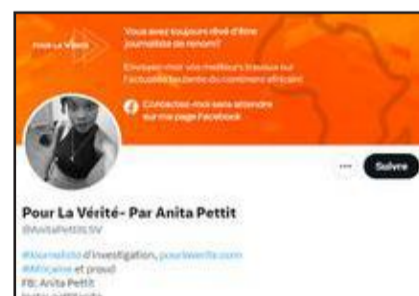 Vous avez toujours rêvé d'être
journaliste de renom?
POUR LA VÉRITÉ
Envoyez-moi vos meilleurs travaux sur
l'actualité du continent africain!
Contactez-moi sans attendre
sur ma page Facebook
Suivre
Pour La Vérité- Par Anita Pettit
#Journaliste d'investigation, pourlaverite.com
#Africaine et proud
FB: Anita Pettit